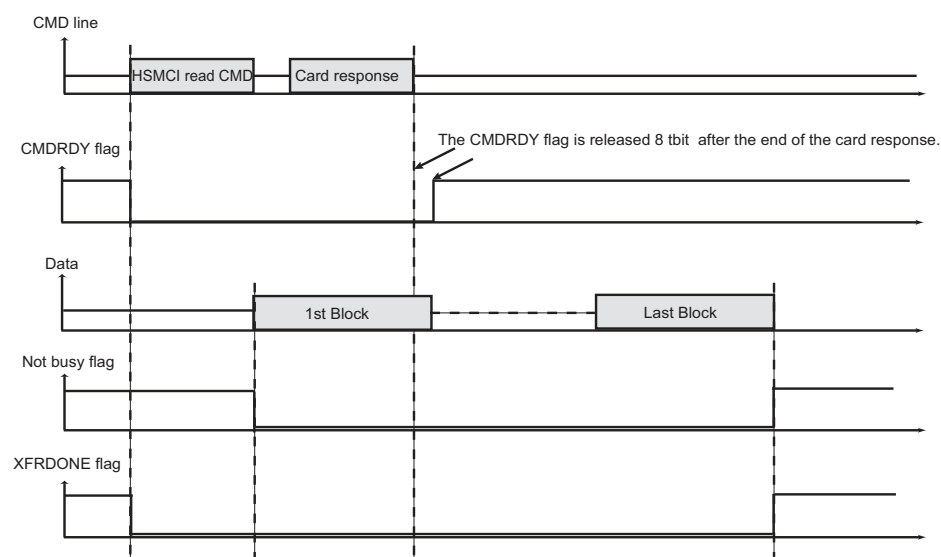 CMD line
HSMCI read CMD
Card response
The CMDRDY flag is released 8 tbit after the end of the card response.
CMDRDY flag
Data
1st Block
Last Block
Not busy flag
XFRDONE flag